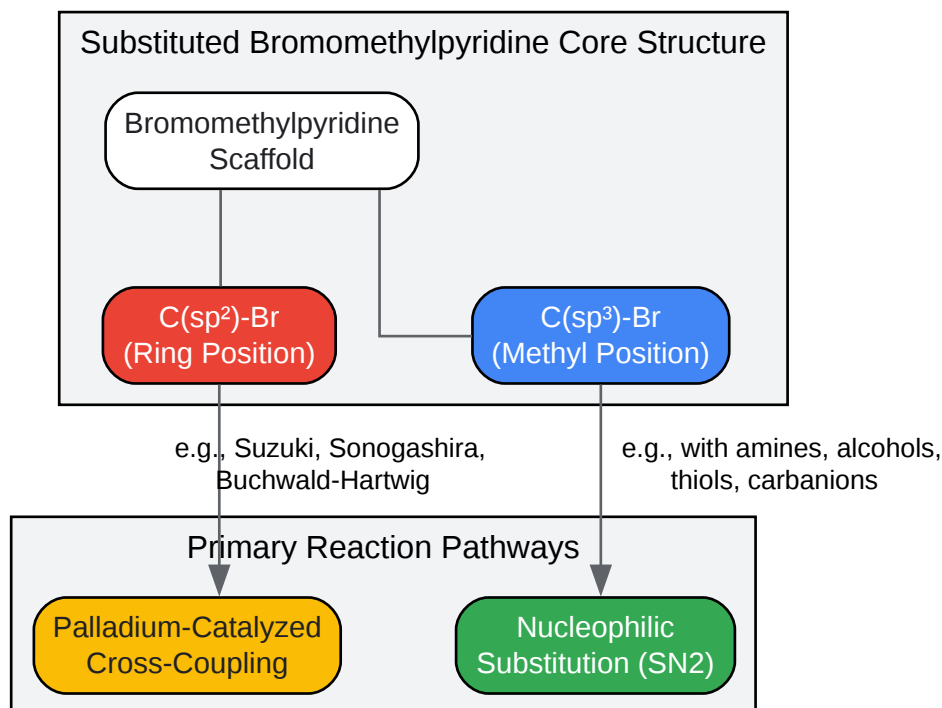 Substituted Bromomethylpyridine Core Structure
Bromomethylpyridine
Scaffold
C(sp²)-Br
(Ring Position)
C(sp³)-Br
(Methyl Position)
e.g., Suzuki, Sonogashira,
Buchwald-Hartwig
e.g., with amines, alcohols,
thiols, carbanions
Primary Reaction Pathways
Palladium-Catalyzed
Cross-Coupling
Nucleophilic
Substitution (SN2)